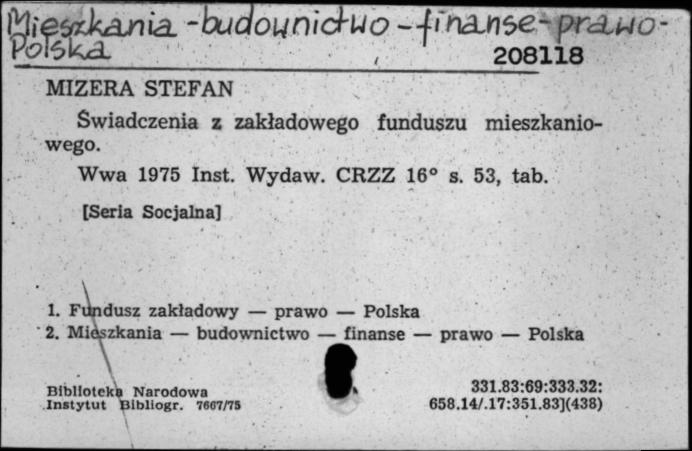 Mieszkania - budownictwo - finanse - prawo -
Polska
208118
MIZERA STEFAN
Świadczenia z zakładowego funduszu mieszkanio-
wego.
Wwa 1975 Inst. Wydaw. CRZZ 16° s. 53, tab.
[Seria Socjalna]
1. Fundusz zakładowy — prawo — Polska
2. Mieszkania — budownictwo — finanse — prawo — Polska
Biblioteka Narodowa
Instytut Bibliogr. 7667/75
331.83:69:333.32:
658.14/.17:351.83](438)